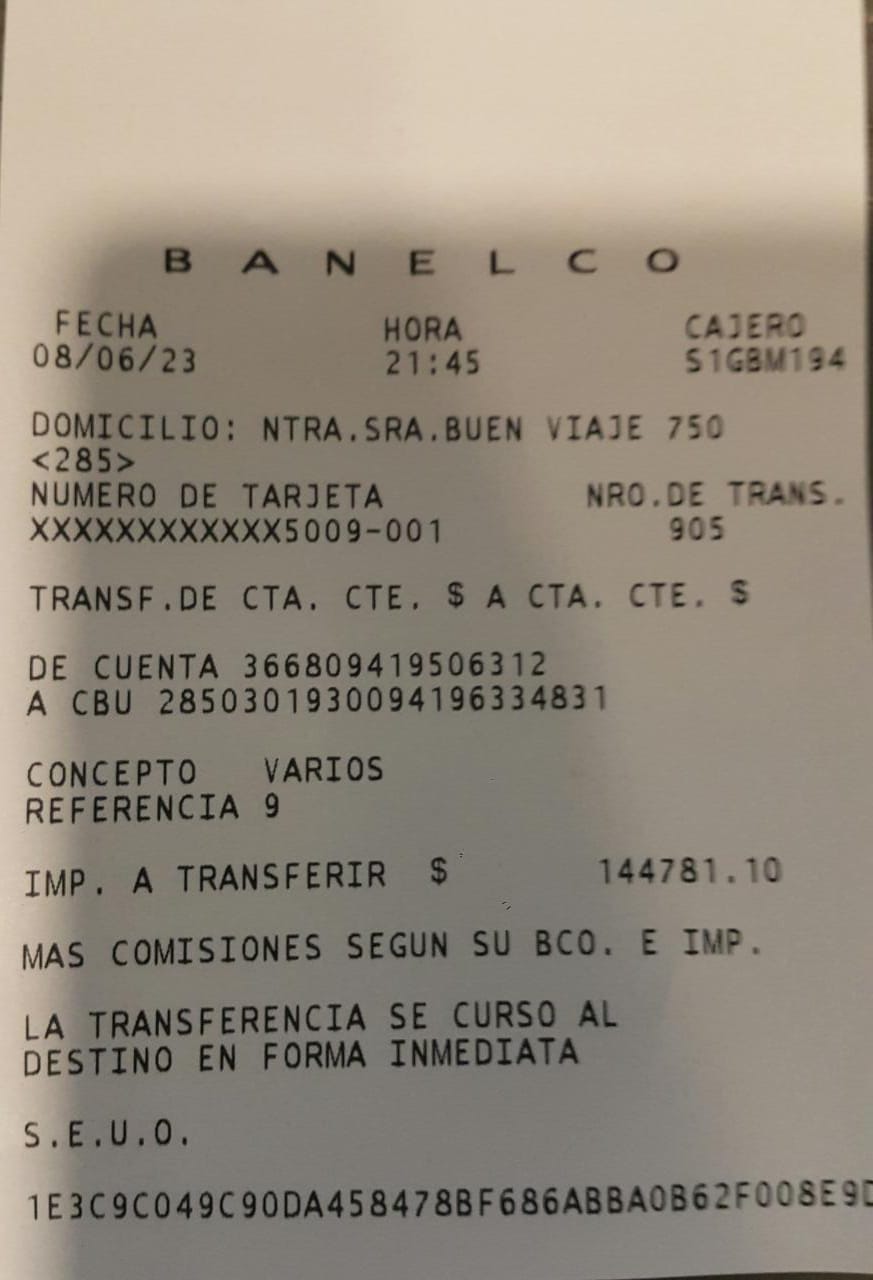 BANELCO
FECHA HORA CAJERO
08/06/23 21:45 S1GBM194
DOMICILIO: NTRA.SRA.BUEN VIAJE 750
<285>
NUMERO DE TARJETA NRO.DE TRANS.
XXXXXXXXXXXX5009-001 905
TRANSF.DE CTA. CTE. $ A CTA. CTE. $
DE CUENTA 366809419506312
A CBU 2850301930094196334831
CONCEPTO VARIOS
REFERENCIA 9
IMP. A TRANSFERIR $ 144781.10
MAS COMISIONES SEGUN SU BCO. E IMP.
LA TRANSFERENCIA SE CURSO AL
DESTINO EN FORMA INMEDIATA
S.E.U.O.
1E3C9C049C90DA458478BF686ABBA0B62F008E9D